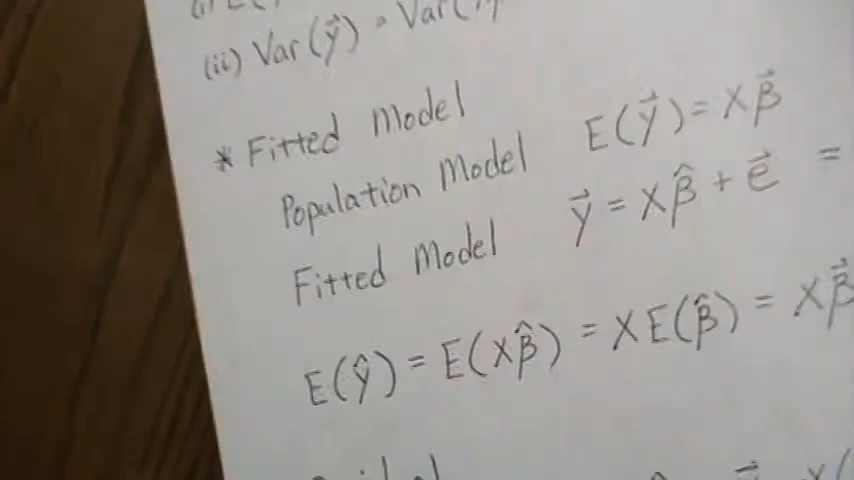 (ii) Var(y⃗) = Var(
* Fitted Model
Population Model E(y⃗) = Xβ⃗
Fitted Model y⃗ = Xβ̂ + e⃗ =
E(ŷ) = E(Xβ̂) = X E(β̂) = Xβ⃗